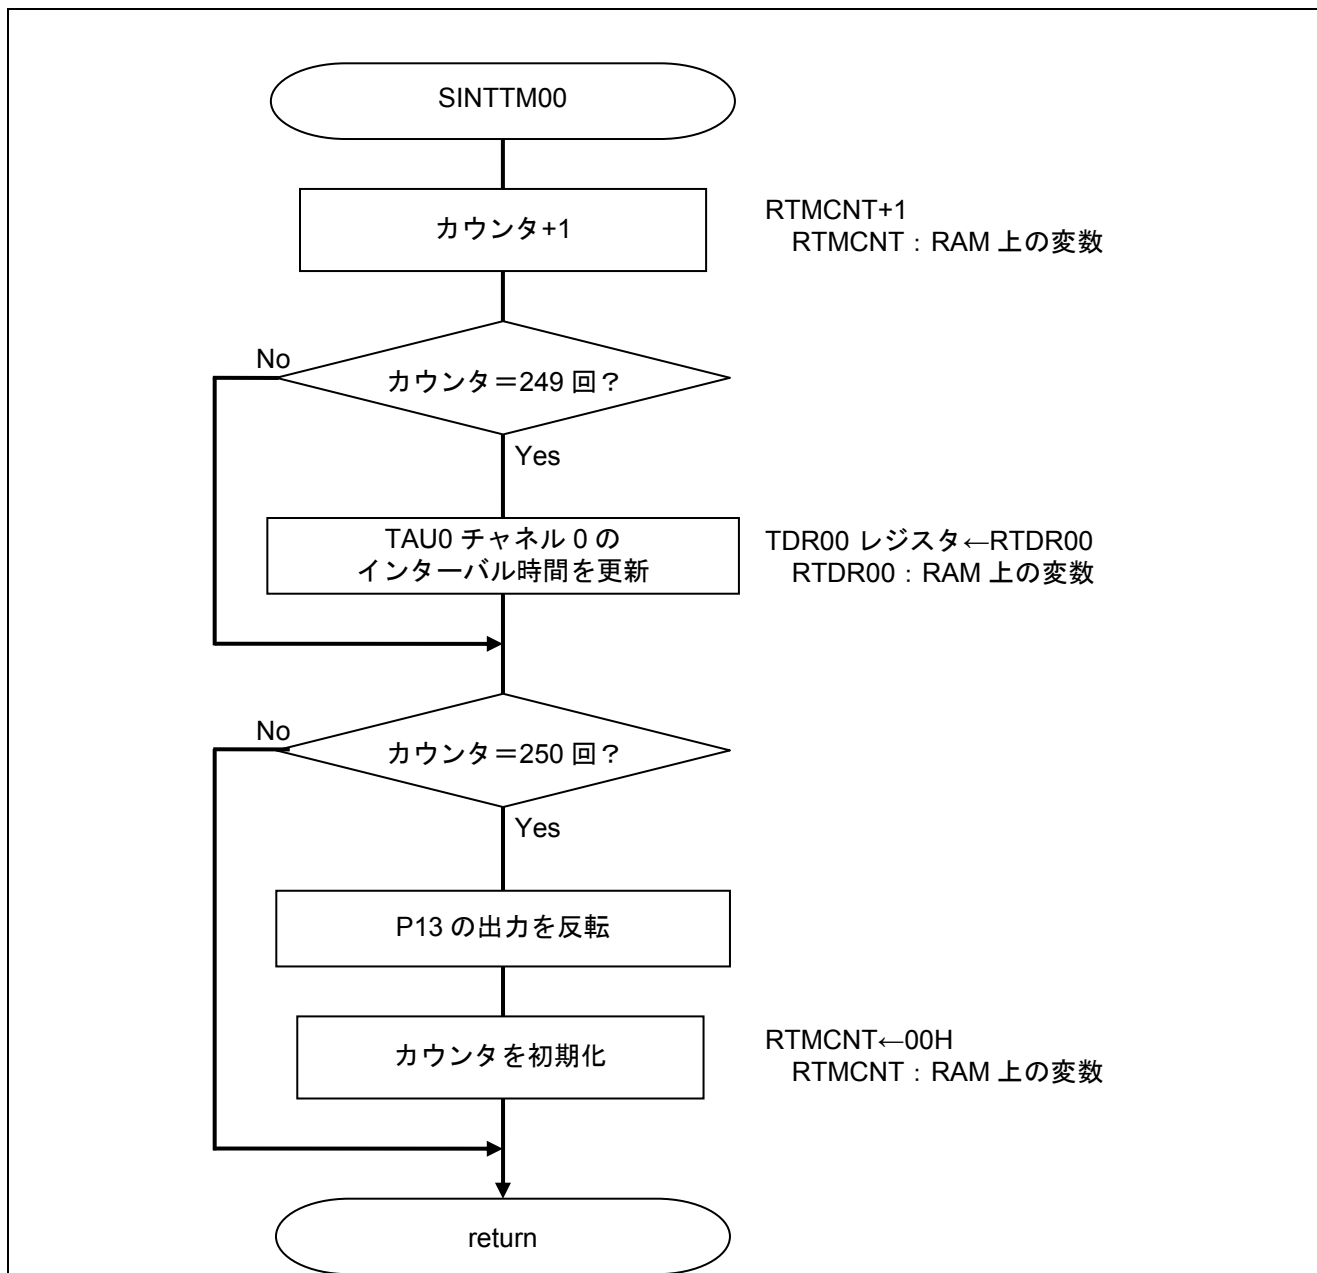 SINTTM00
カウンタ+1
RTMCNT+1
RTMCNT：RAM 上の変数
No
カウンタ＝249 回？
Yes
TAU0 チャネル 0 の
インターバル時間を更新
TDR00 レジスタ←RTDR00
RTDR00：RAM 上の変数
No
カウンタ＝250 回？
Yes
P13 の出力を反転
カウンタを初期化
RTMCNT←00H
RTMCNT：RAM 上の変数
return